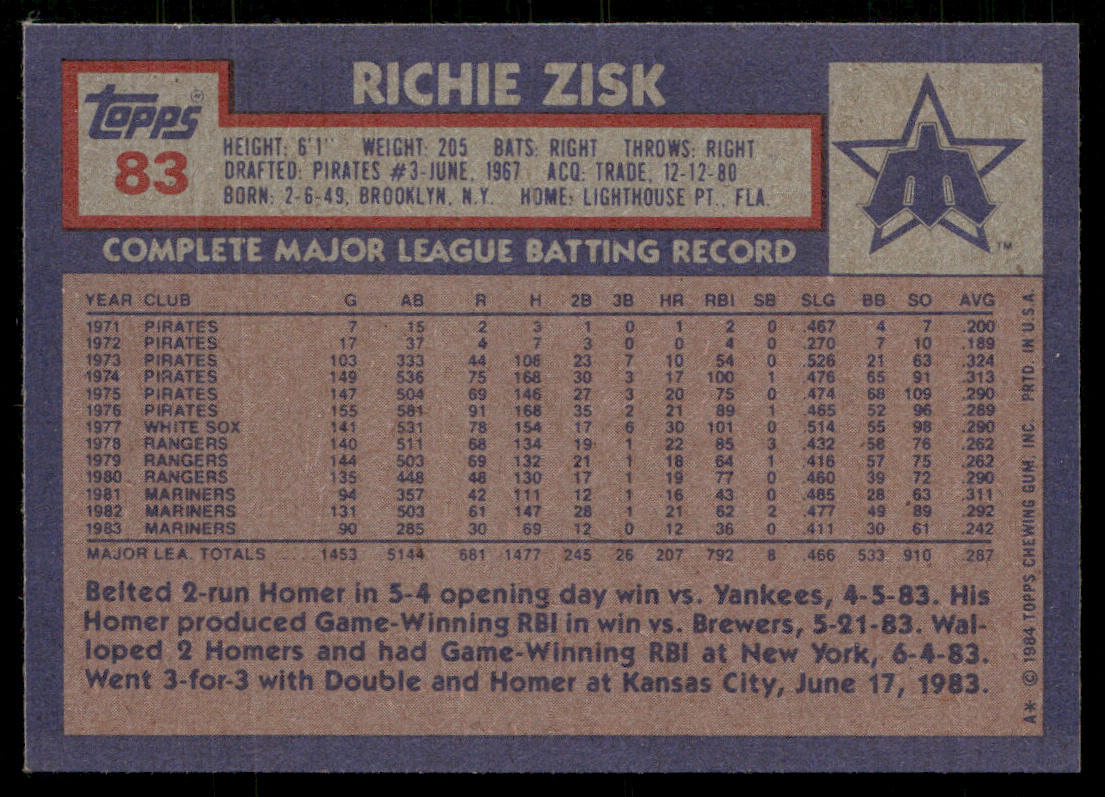 RICHIE ZISK
topps®
83
HEIGHT: 6'1" WEIGHT: 205 BATS: RIGHT THROWS: RIGHT
DRAFTED: PIRATES #3-JUNE, 1967 ACQ: TRADE, 12-12-80
BORN: 2-6-49, BROOKLYN, N.Y. HOME: LIGHTHOUSE PT., FLA.
TM
COMPLETE MAJOR LEAGUE BATTING RECORD
YEAR CLUB G AB R H 2B 3B HR RBI SB SLG BB SO AVG
1971 PIRATES 7 15 2 3 1 0 1 2 0 .467 4 7 .200
1972 PIRATES 17 37 4 7 3 0 0 4 0 .270 7 10 .189
1973 PIRATES 103 333 44 108 23 7 10 54 0 .526 21 63 .324
1974 PIRATES 149 536 75 168 30 3 17 100 1 .476 65 91 .313
1975 PIRATES 147 504 69 146 27 3 20 75 0 .474 68 109 .290
1976 PIRATES 155 581 91 168 35 2 21 89 1 .465 52 96 .289
1977 WHITE SOX 141 531 78 154 17 6 30 101 0 .514 55 98 .290
1978 RANGERS 140 511 68 134 19 1 22 85 3 .432 58 76 .262
1979 RANGERS 144 503 69 132 21 1 18 64 1 .416 57 75 .262
1980 RANGERS 135 448 48 130 17 1 19 77 0 .460 39 72 .290
1981 MARINERS 94 357 42 111 12 1 16 43 0 .485 28 63 .311
1982 MARINERS 131 503 61 147 28 1 21 62 2 .477 49 89 .292
1983 MARINERS 90 285 30 69 12 0 12 36 0 .411 30 61 .242
MAJOR LEA. TOTALS 1453 5144 681 1477 245 26 207 792 8 .466 533 910 .287
Belted 2-run Homer in 5-4 opening day win vs. Yankees, 4-5-83. His
Homer produced Game-Winning RBI in win vs. Brewers, 5-21-83. Wal-
loped 2 Homers and had Game-Winning RBI at New York, 6-4-83.
Went 3-for-3 with Double and Homer at Kansas City, June 17, 1983.
A* © 1984 TOPPS CHEWING GUM, INC. PRTD. IN U.S.A.